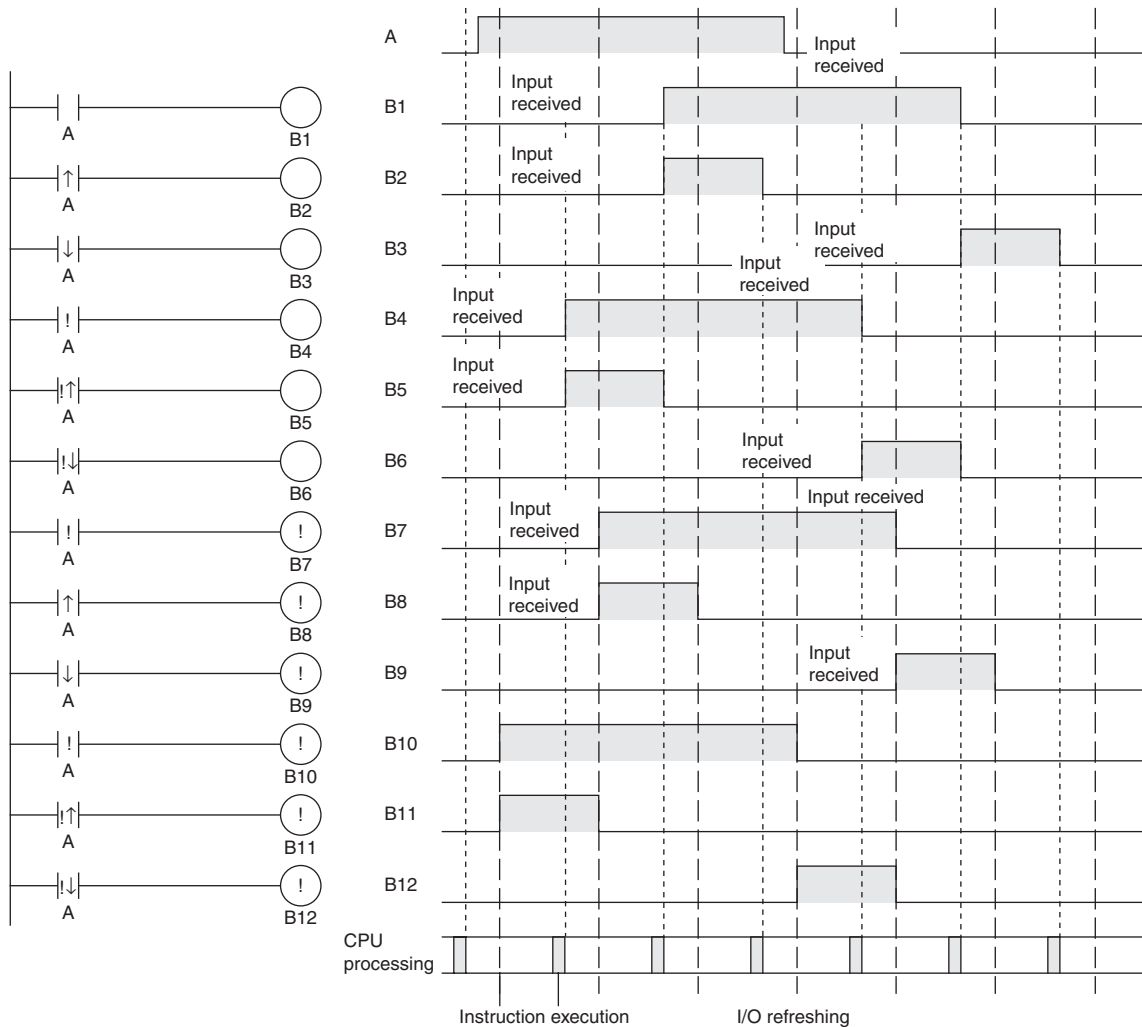 A
Input
received
Input
received
B1
A
B1
Input
received
B2
↑
A
B2
Input
received
B3
↓
A
B3
Input
received
Input
received
B4
!
A
B4
Input
received
B5
!↑
A
B5
Input
received
B6
!↓
A
B6
Input received
Input
received
B7
!
A
!
B7
Input
received
B8
↑
A
!
B8
Input
received
B9
↓
A
!
B9
B10
!
A
!
B10
B11
!↑
A
!
B11
B12
!↓
A
!
B12
CPU
processing
Instruction execution
I/O refreshing